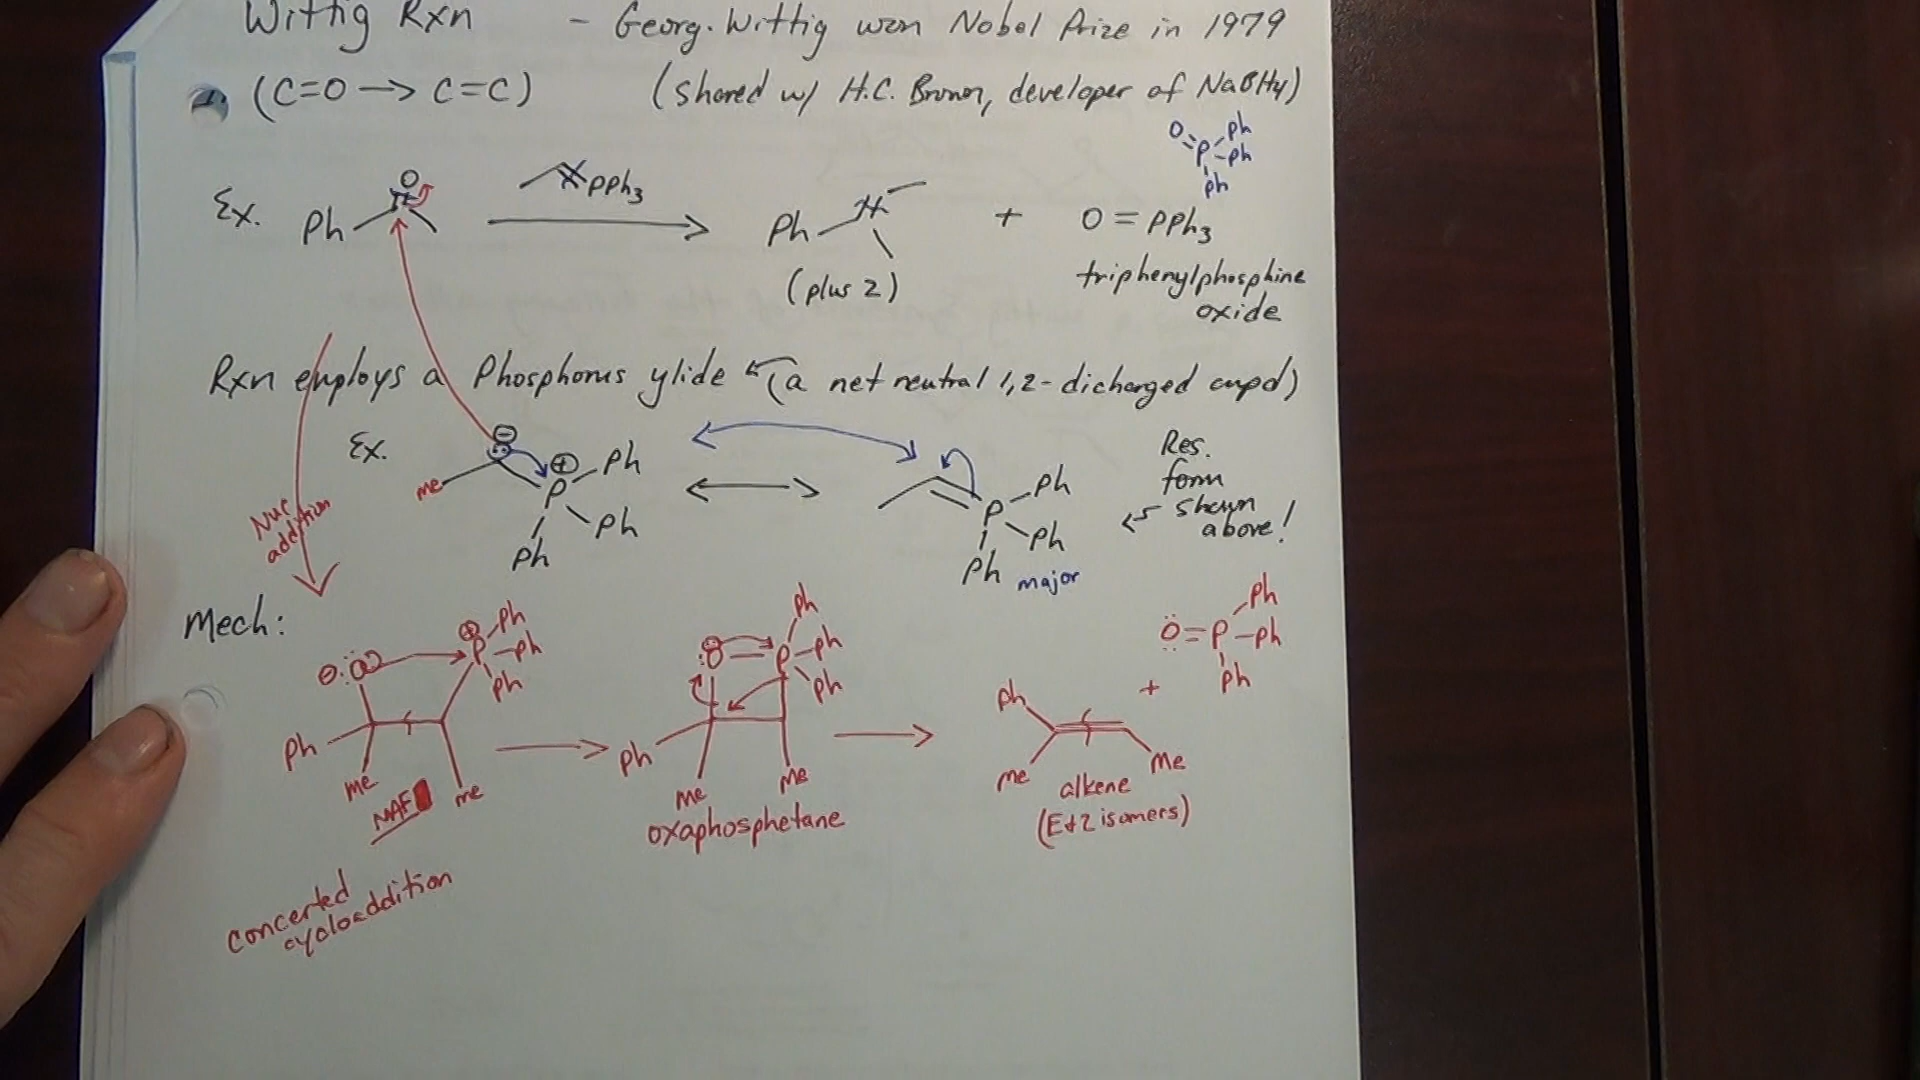 Wittig Rxn - Georg. Wittig won Nobel Prize in 1979
(C=O → C=C) (shared w/ H.C. Brown, developer of NaBH4)
O=P Ph Ph Ph
Ex. Ph O PPh3 Ph + O=PPh3
(plus Z) triphenylphosphine
oxide
Rxn employs a Phosphorus ylide (a net neutral 1,2-dicharged cmpd)
Ex. me ⊖ ⊕ P Ph Ph Ph ↔ P Ph Ph Ph major
Res.
form
shown
above!
Nuc
addition
Mech:
⊖ O ⊕ P Ph Ph Ph
Ph Me me
NAF
O P Ph Ph Ph
Ph Me Me
oxaphosphetane
Ph Me Me + O=P Ph Ph Ph
alkene
(E+Z isomers)
concerted
cycloaddition